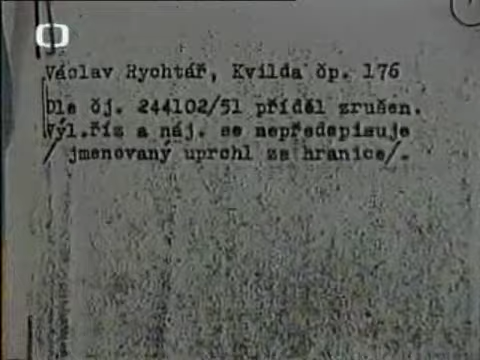 Václav Rychtář, Kvilda čp. 176
Dle čj. 244102/51 příděl zrušen.
Výl.říz a náj. se nepředepisuje
/ jmenovaný uprchl za hranice/.